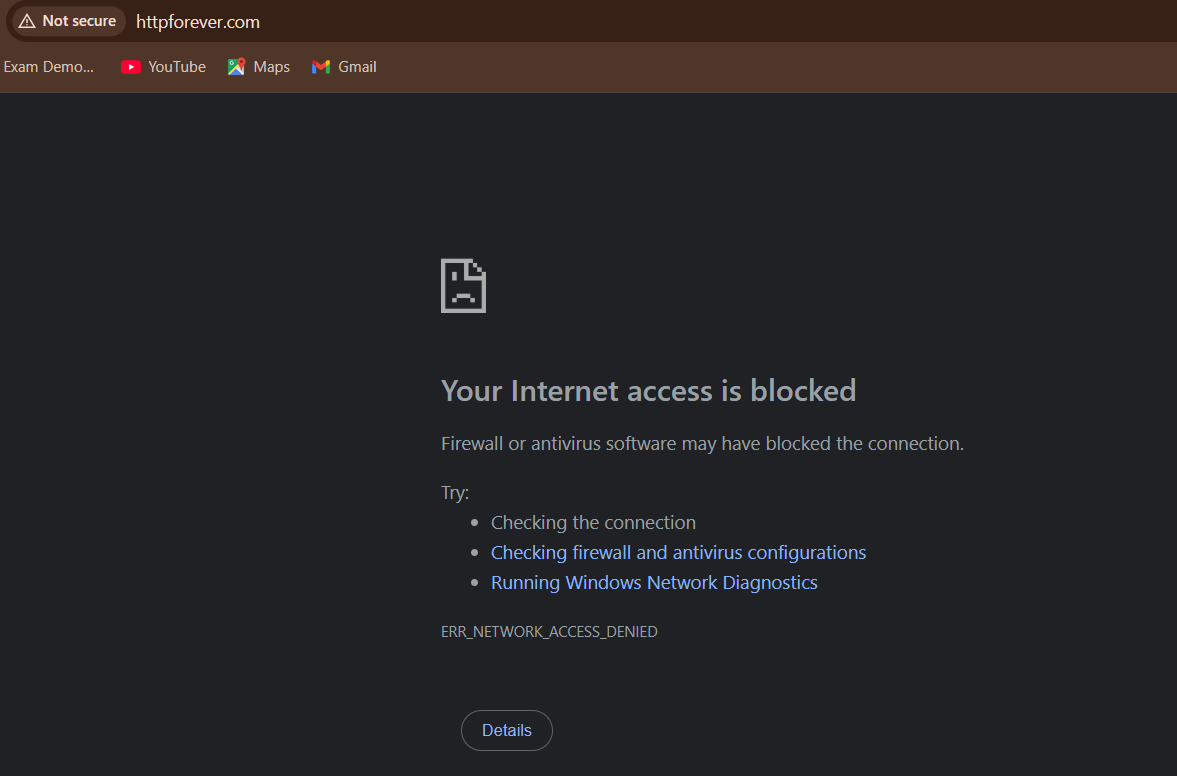 Not secure httpforever.com
Exam Demo... YouTube Maps Gmail
Your Internet access is blocked
Firewall or antivirus software may have blocked the connection.
Try:
Checking the connection
Checking firewall and antivirus configurations
Running Windows Network Diagnostics
ERR_NETWORK_ACCESS_DENIED
Details